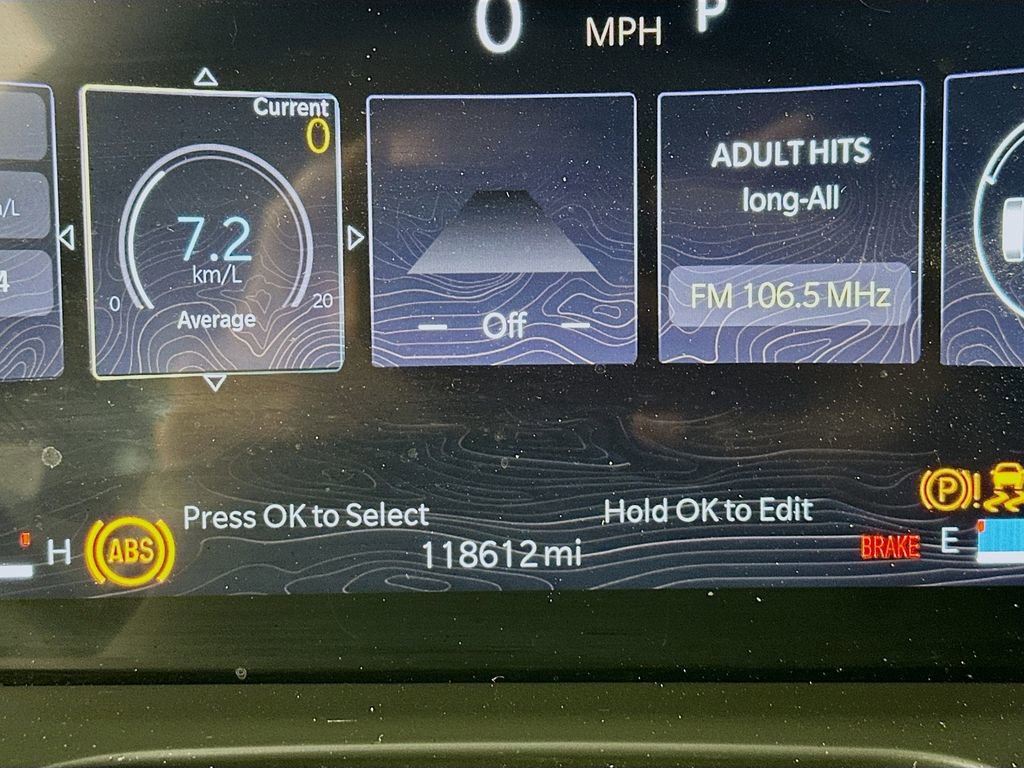 0 MPH P
Current
0
7.2
km/L
0 20
Average
/L
4
Off
ADULT HITS
long-All
FM 106.5 MHz
Press OK to Select
Hold OK to Edit
H
ABS
118612 mi
BRAKE
E
P !